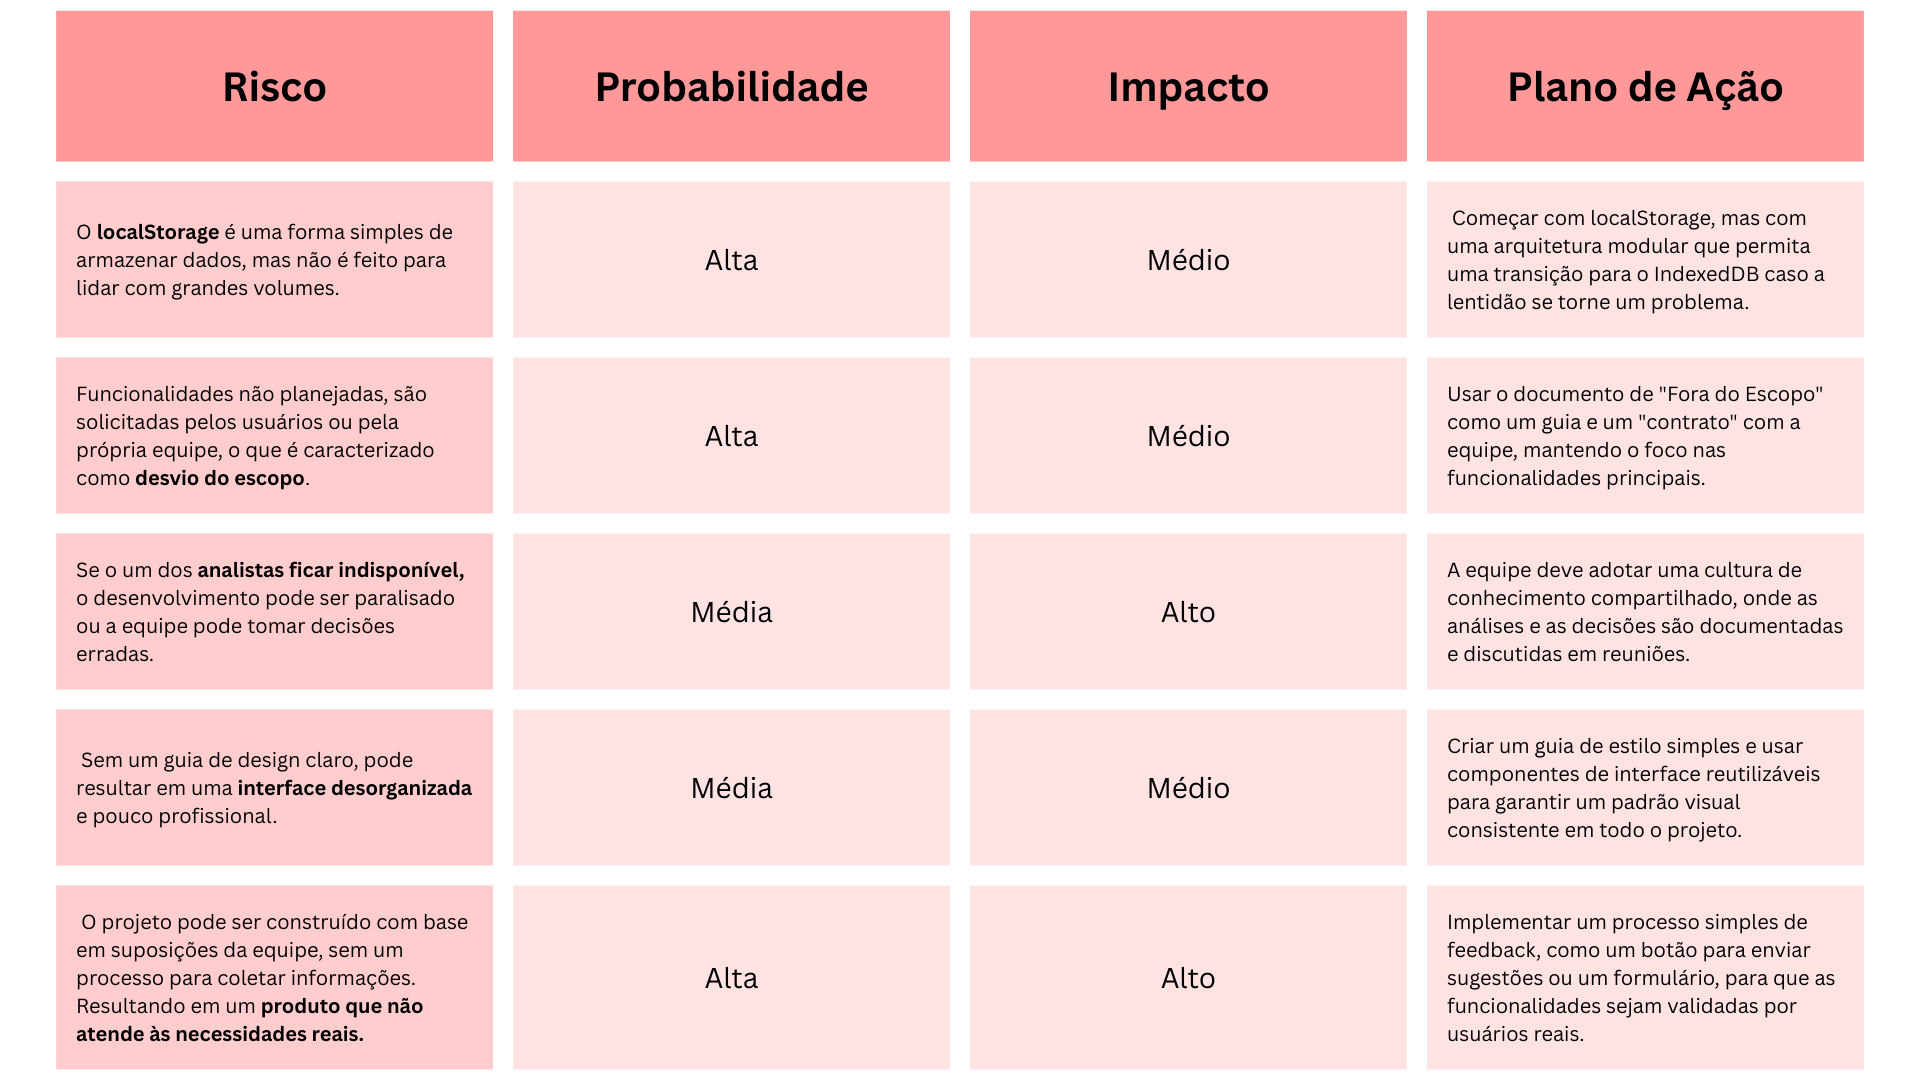 Risco
Probabilidade
Impacto
Plano de Ação
O localStorage é uma forma simples de
armazenar dados, mas não é feito para
lidar com grandes volumes.
Alta
Médio
Começar com localStorage, mas com
uma arquitetura modular que permita
uma transição para o IndexedDB caso a
lentidão se torne um problema.
Funcionalidades não planejadas, são
solicitadas pelos usuários ou pela
própria equipe, o que é caracterizado
como desvio do escopo.
Alta
Médio
Usar o documento de "Fora do Escopo"
como um guia e um "contrato" com a
equipe, mantendo o foco nas
funcionalidades principais.
Se o um dos analistas ficar indisponível,
o desenvolvimento pode ser paralisado
ou a equipe pode tomar decisões
erradas.
Média
Alto
A equipe deve adotar uma cultura de
conhecimento compartilhado, onde as
análises e as decisões são documentadas
e discutidas em reuniões.
Sem um guia de design claro, pode
resultar em uma interface desorganizada
e pouco profissional.
Média
Médio
Criar um guia de estilo simples e usar
componentes de interface reutilizáveis
para garantir um padrão visual
consistente em todo o projeto.
O projeto pode ser construído com base
em suposições da equipe, sem um
processo para coletar informações.
Resultando em um produto que não
atende às necessidades reais.
Alta
Alto
Implementar um processo simples de
feedback, como um botão para enviar
sugestões ou um formulário, para que as
funcionalidades sejam validadas por
usuários reais.